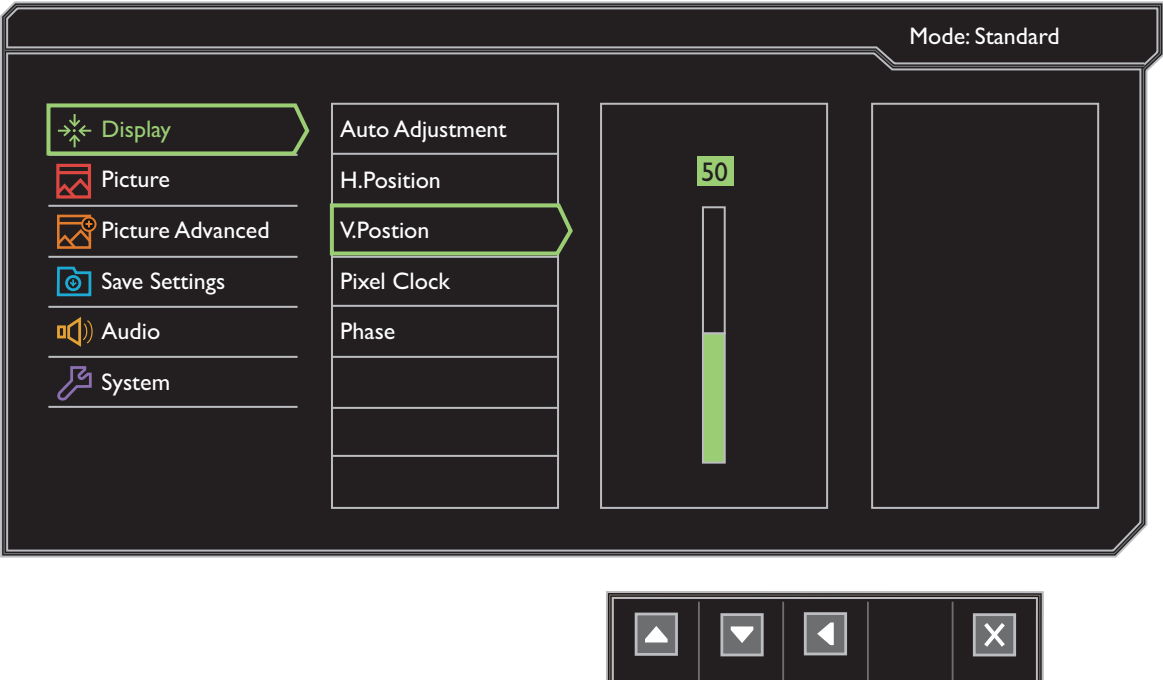 Mode: Standard
Display
Picture
Picture Advanced
Save Settings
Audio
System
Auto Adjustment
H.Position
V.Postion
Pixel Clock
Phase
50
X